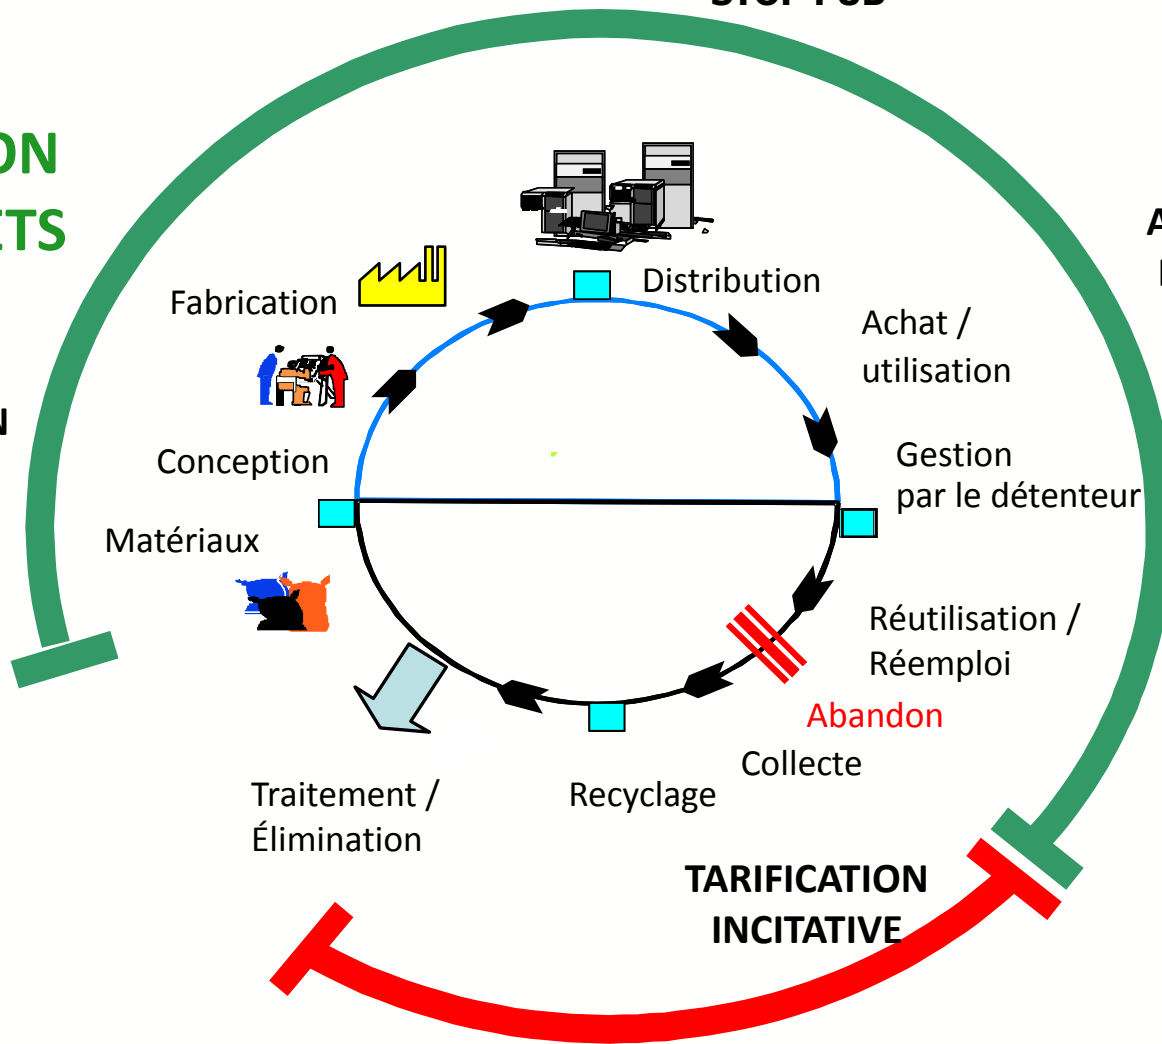 Distribution
Fabrication
Achat /
utilisation
Conception
Gestion
par le détenteur
Matériaux
Réutilisation /
Réemploi
Abandon
Collecte
Traitement /
Élimination
Recyclage
TARIFICATION
INCITATIVE